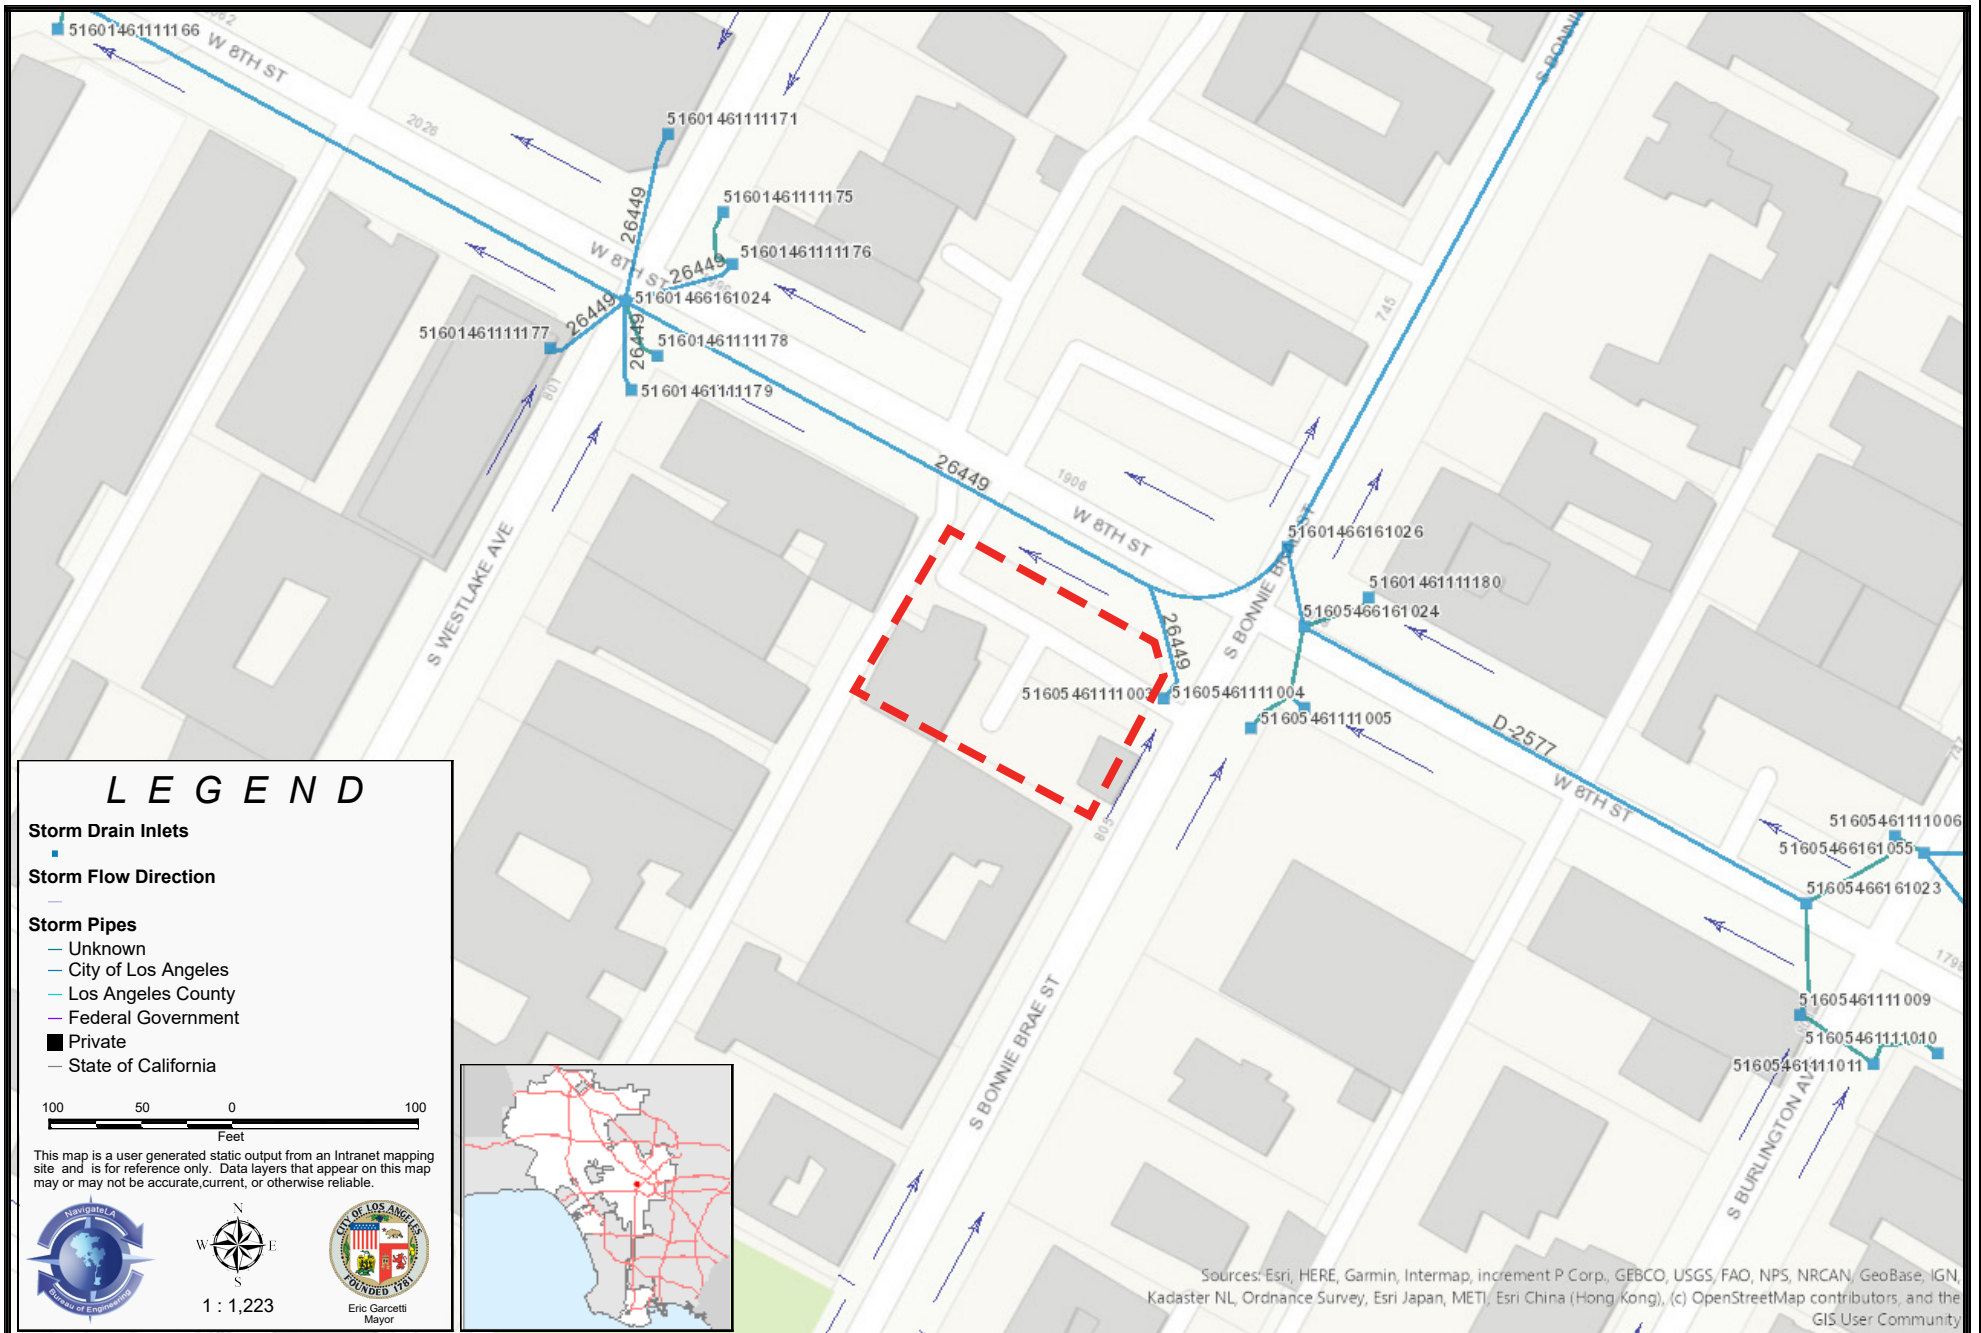 51601461111166
W 8TH ST
2026
51601461111171
26449
51601461111175
51601461111176
26449
W 8TH ST
51601466161024
26449
51601461111177
26449
51601461111178
51601461111179
801
S WESTLAKE AVE
745
S BONNI
26449
1906
W 8TH ST
51601466161026
S BONNIE BRAE ST
51601461111180
51605466161024
26449
51605461111003
51605461111004
51605461111005
805
D-2577
W 8TH ST
51605461111006
51605466161055
51605466161023
1798
51605461111009
51605461111010
51605461111011
S BURLINGTON AV
S BONNIE BRAE ST
LEGEND
Storm Drain Inlets
Storm Flow Direction
Storm Pipes
Unknown
City of Los Angeles
Los Angeles County
Federal Government
Private
State of California
100 50 0 100
Feet
This map is a user generated static output from an Intranet mapping
site and is for reference only. Data layers that appear on this map
may or may not be accurate,current, or otherwise reliable.
NavigateLA
Bureau of Engineering
N
W E
S
1 : 1,223
CITY OF LOS ANGELES
FOUNDED 1781
Eric Garcetti
Mayor
Sources: Esri, HERE, Garmin, Intermap, increment P Corp., GEBCO, USGS, FAO, NPS, NRCAN, GeoBase, IGN,
Kadaster NL, Ordnance Survey, Esri Japan, METI, Esri China (Hong Kong), (c) OpenStreetMap contributors, and the
GIS User Community